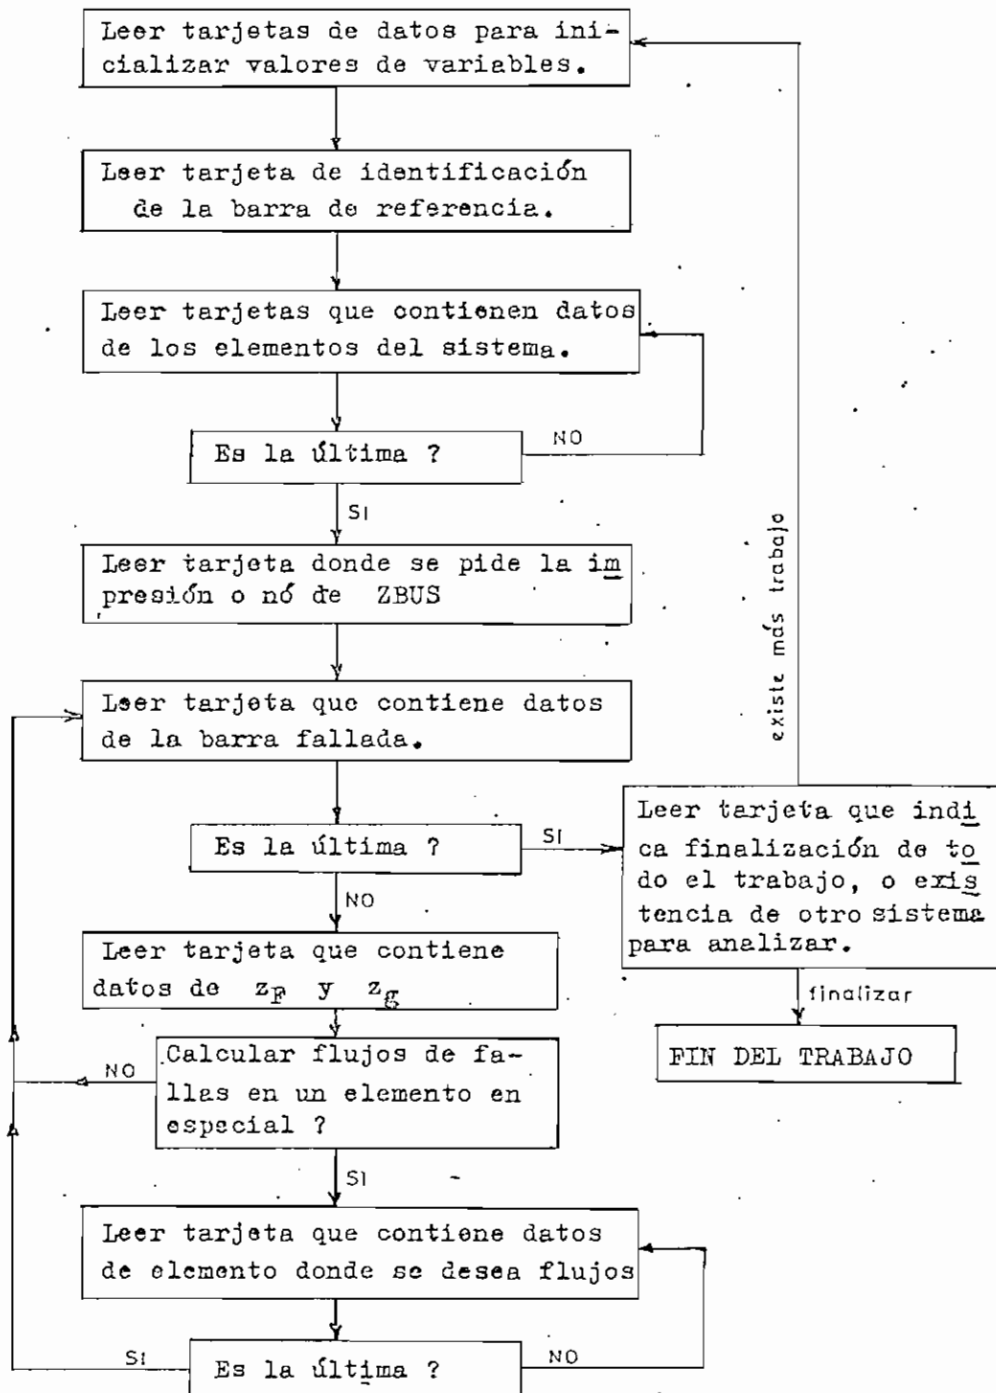 Leer tarjetas de datos para ini-
cializar valores de variables.
Leer tarjeta de identificación
de la barra de referencia.
Leer tarjetas que contienen datos
de los elementos del sistema.
Es la última ?
NO
SI
Leer tarjeta donde se pide la im
presión o nó de ZBUS
existe más trabajo
Leer tarjeta que contiene datos
de la barra fallada.
Es la última ?
SI
NO
Leer tarjeta que indi
ca finalización de to
do el trabajo, o exis
tencia de otro sistema
para analizar.
finalizar
FIN DEL TRABAJO
Leer tarjeta que contiene
datos de zF y zg
Calcular flujos de fa-
llas en un elemento en
especial ?
NO
SI
Leer tarjeta que contiene datos
de elemento donde se desea flujos
Es la última ?
SI
NO